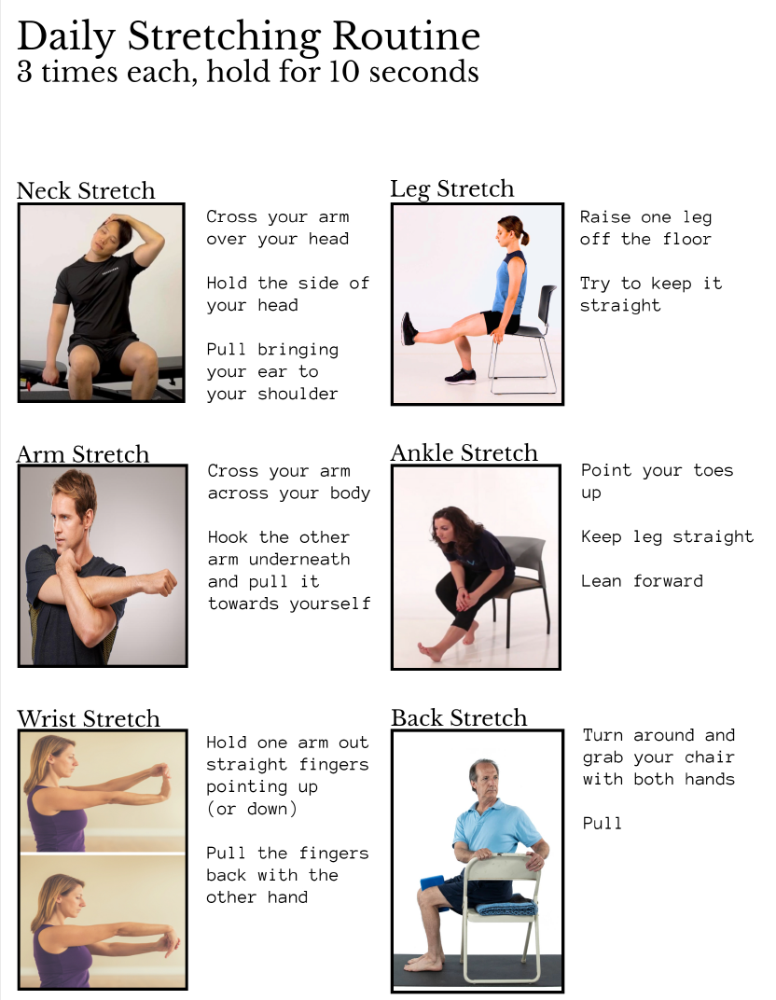 Daily Stretching Routine
3 times each, hold for 10 seconds
Neck Stretch
Cross your arm
over your head
Hold the side of
your head
Pull bringing
your ear to
your shoulder
Leg Stretch
Raise one leg
off the floor
Try to keep it
straight
Arm Stretch
Cross your arm
across your body
Hook the other
arm underneath
and pull it
towards yourself
Ankle Stretch
Point your toes
up
Keep leg straight
Lean forward
Wrist Stretch
Hold one arm out
straight fingers
pointing up
(or down)
Pull the fingers
back with the
other hand
Back Stretch
Turn around and
grab your chair
with both hands
Pull